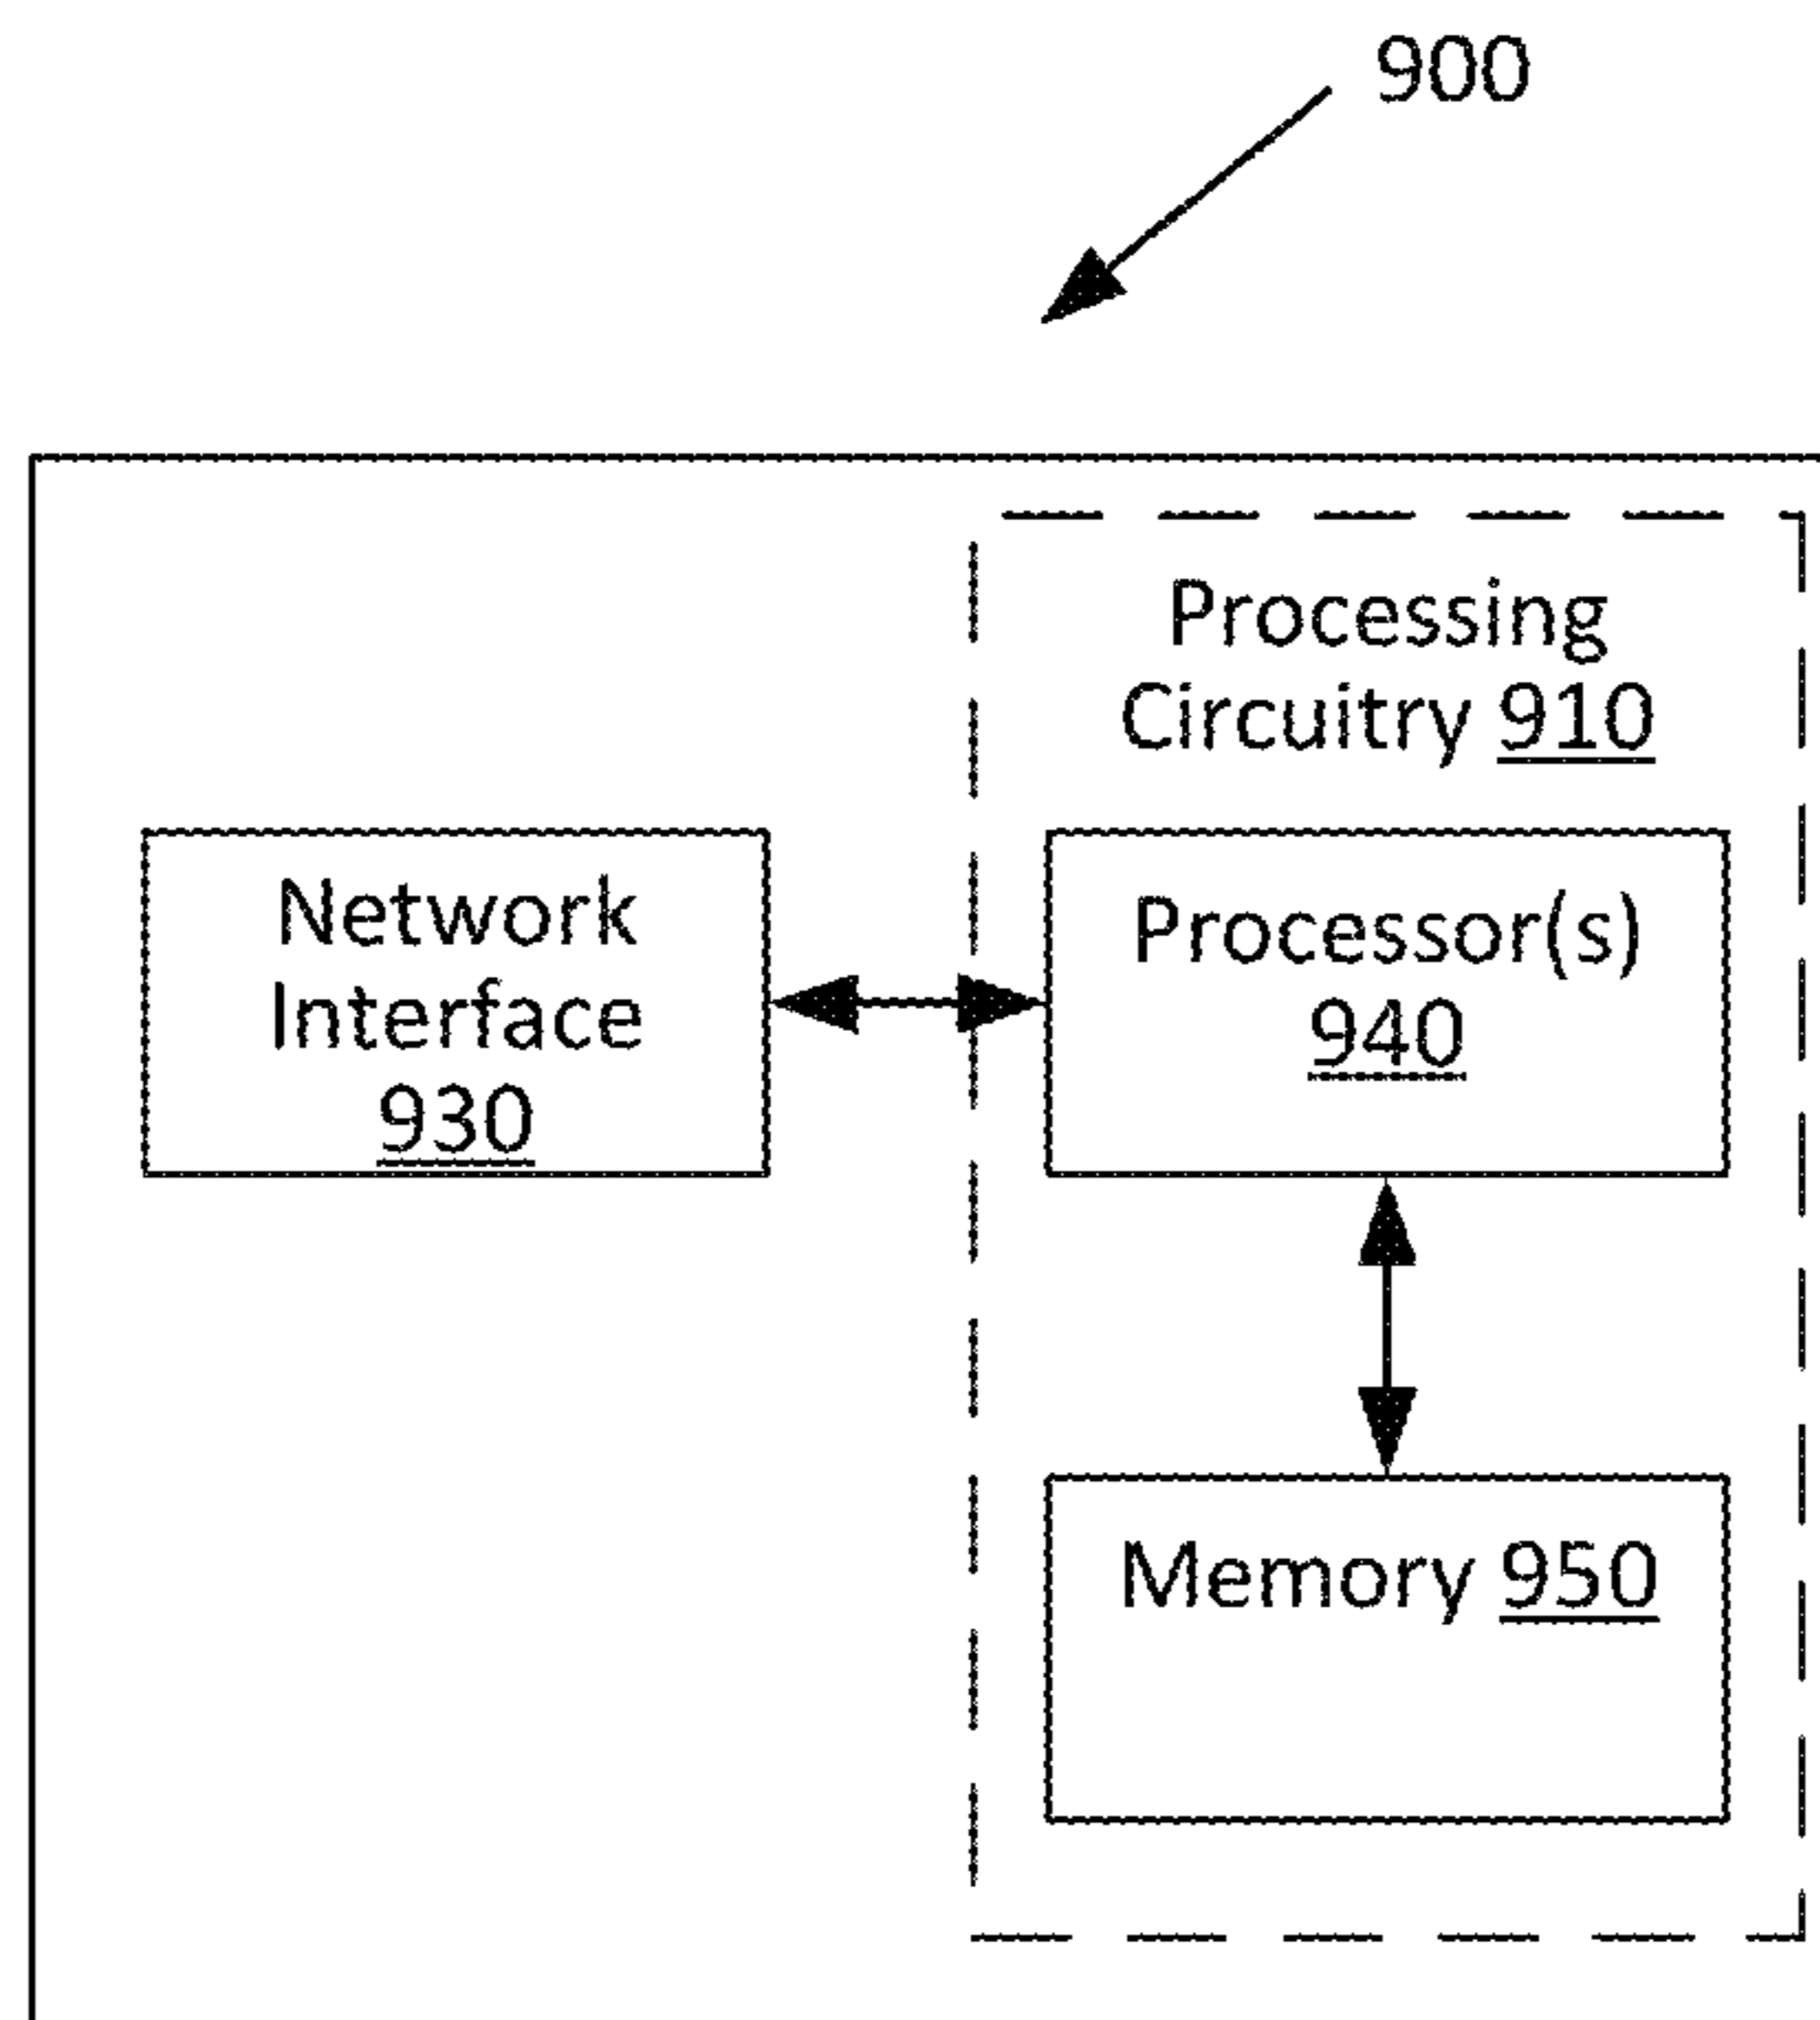 900
Processing
Circuitry 910
Network
Interface
930
Processor(s)
940
Memory 950